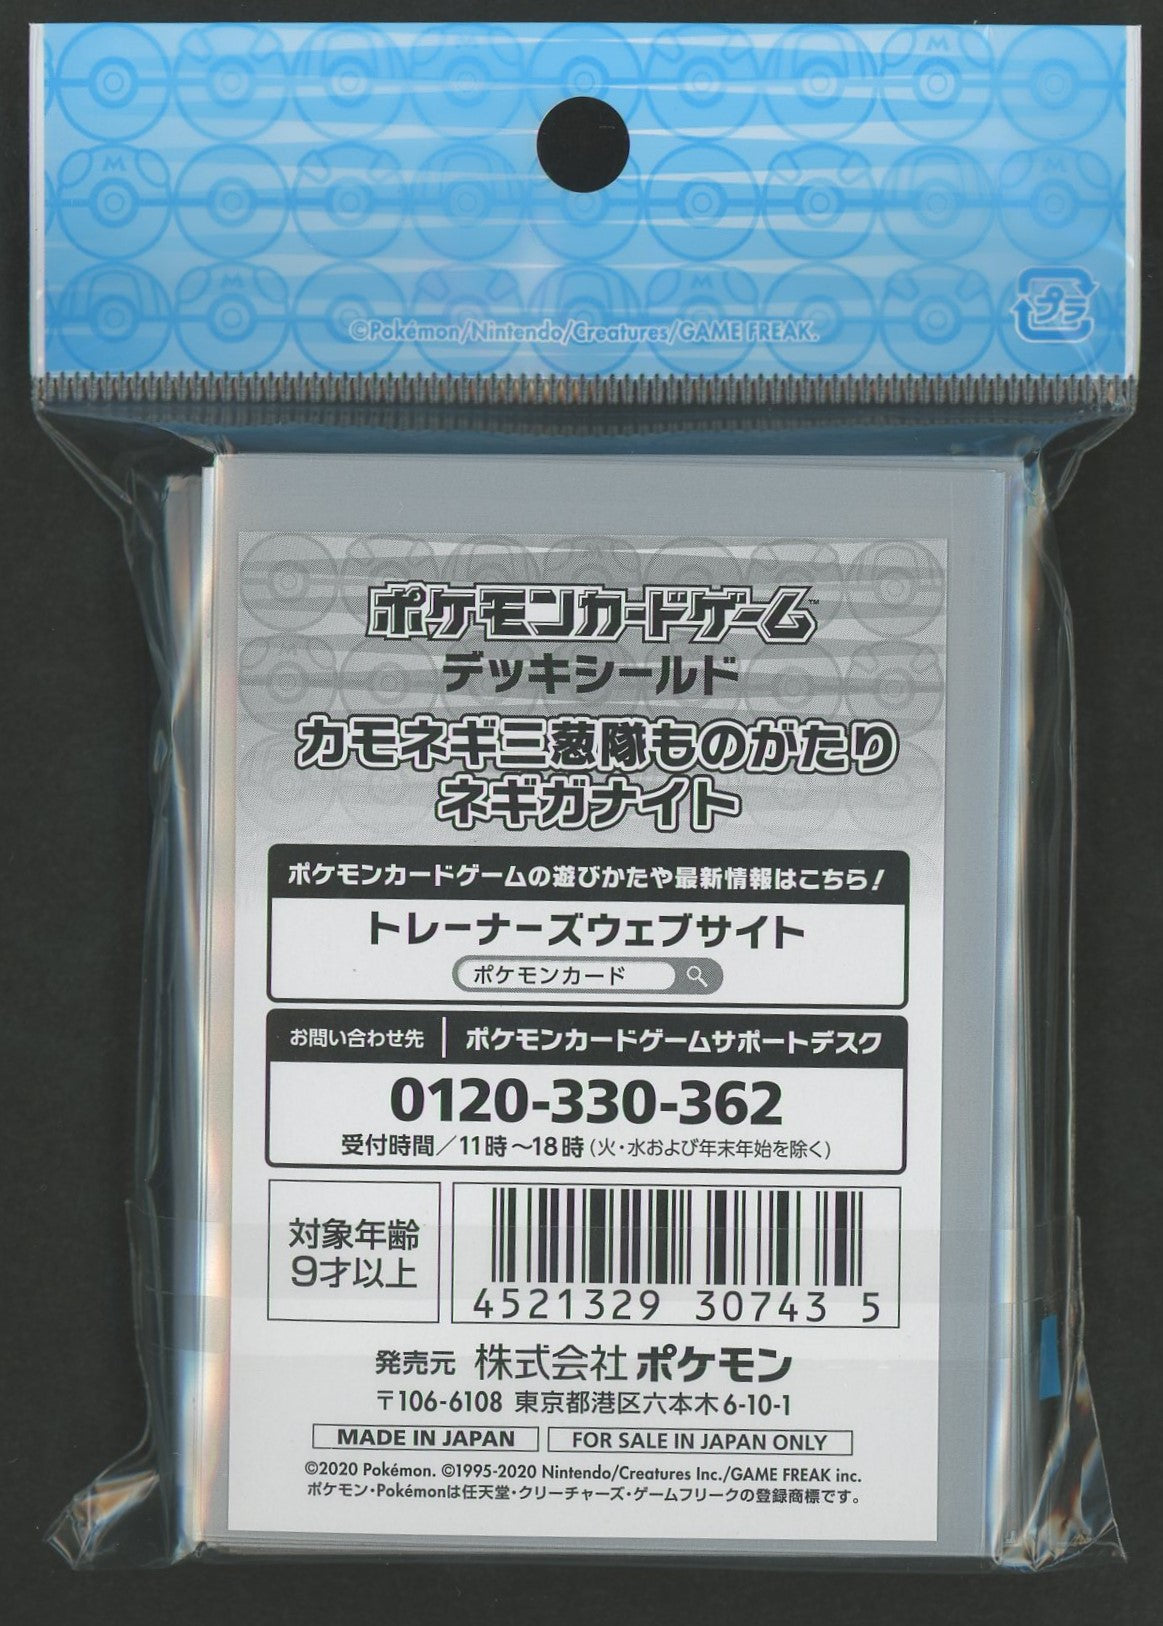 ©Pokémon/Nintendo/Creatures/GAME FREAK.
プラ
ポケモンカードゲーム™
デッキシールド
カモネギ三葱隊ものがたり
ネギガナイト
ポケモンカードゲームの遊びかたや最新情報はこちら！
トレーナーズウェブサイト
ポケモンカード
お問い合わせ先 ポケモンカードゲームサポートデスク
0120-330-362
受付時間／11時～18時（火・水および年末年始を除く）
対象年齢
9才以上
4521329 30743 5
発売元 株式会社ポケモン
〒106-6108 東京都港区六本木6-10-1
MADE IN JAPAN FOR SALE IN JAPAN ONLY
©2020 Pokémon. ©1995-2020 Nintendo/Creatures Inc./GAME FREAK inc.
ポケモン・Pokémonは任天堂・クリーチャーズ・ゲームフリークの登録商標です。